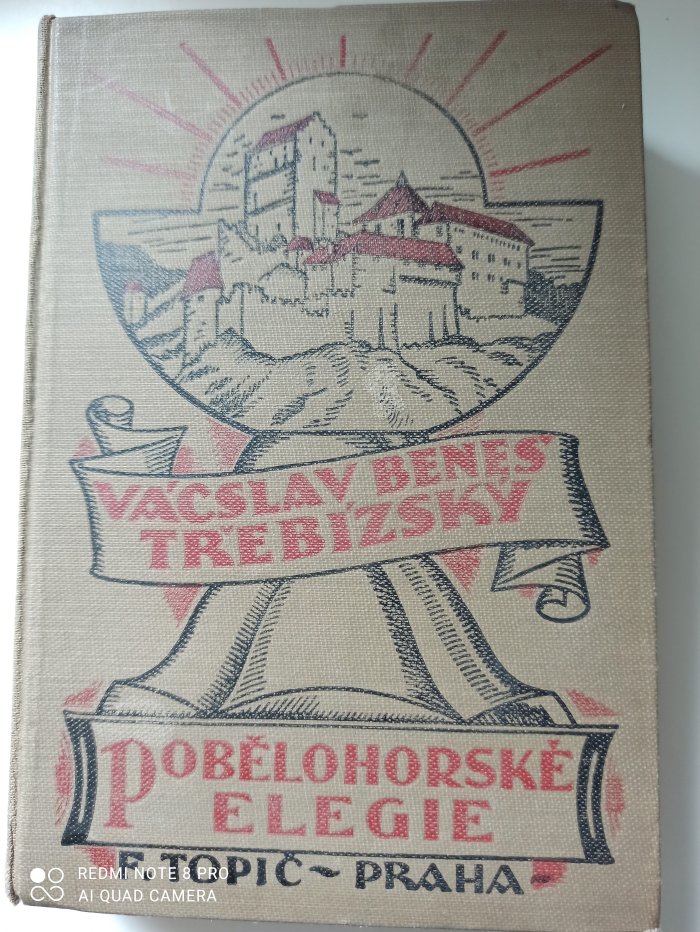 VÁCSLAV BENEŠ
TŘEBÍZSKÝ
POBĚLOHORSKÉ
ELEGIE
F. TOPIČ ~ PRAHA -
REDMI NOTE 8 PRO
AI QUAD CAMERA